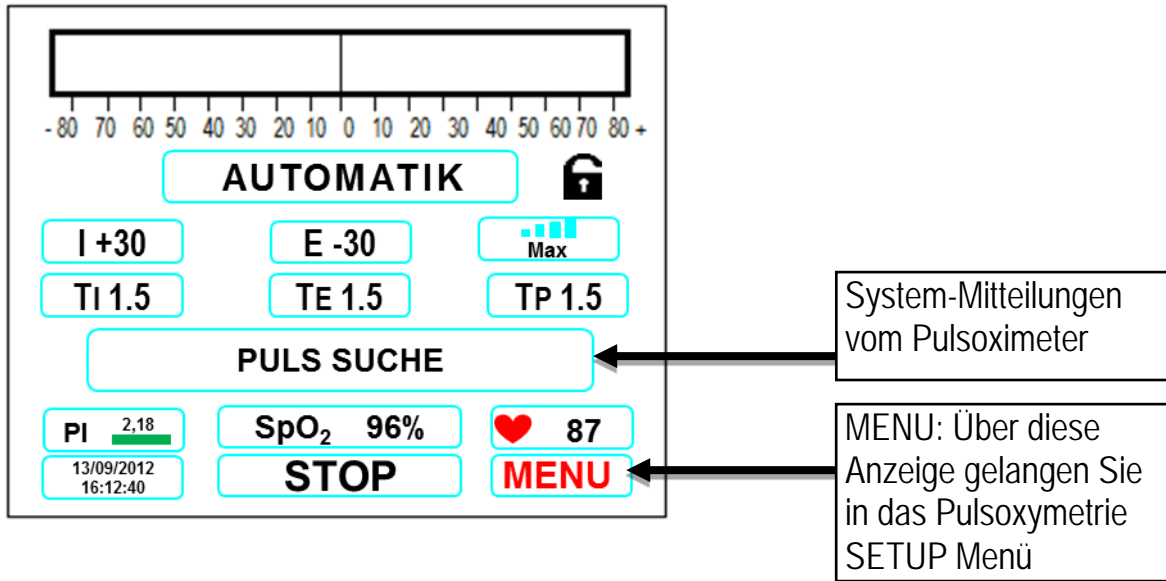 - 80 70 60 50 40 30 20 10 0 10 20 30 40 50 60 70 80 +
AUTOMATIK
I +30 E -30 Max
TI 1.5 TE 1.5 TP 1.5
PULS SUCHE
PI 2,18 SpO₂ 96% 87
13/09/2012
16:12:40
STOP MENU
System-Mitteilungen
vom Pulsoximeter
MENU: Über diese
Anzeige gelangen Sie
in das Pulsoxymetrie
SETUP Menü